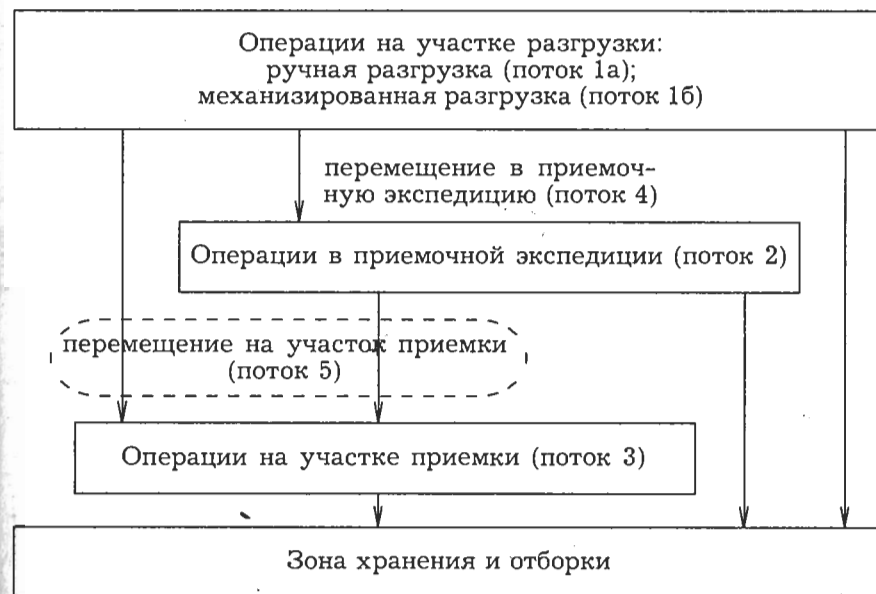 Операции на участке разгрузки:
ручная разгрузка (поток 1а);
механизированная разгрузка (поток 1б)
перемещение в приемоч-
ную экспедицию (поток 4)
Операции в приемочной экспедиции (поток 2)
перемещение на участок приемки
(поток 5)
Операции на участке приемки (поток 3)
Зона хранения и отборки